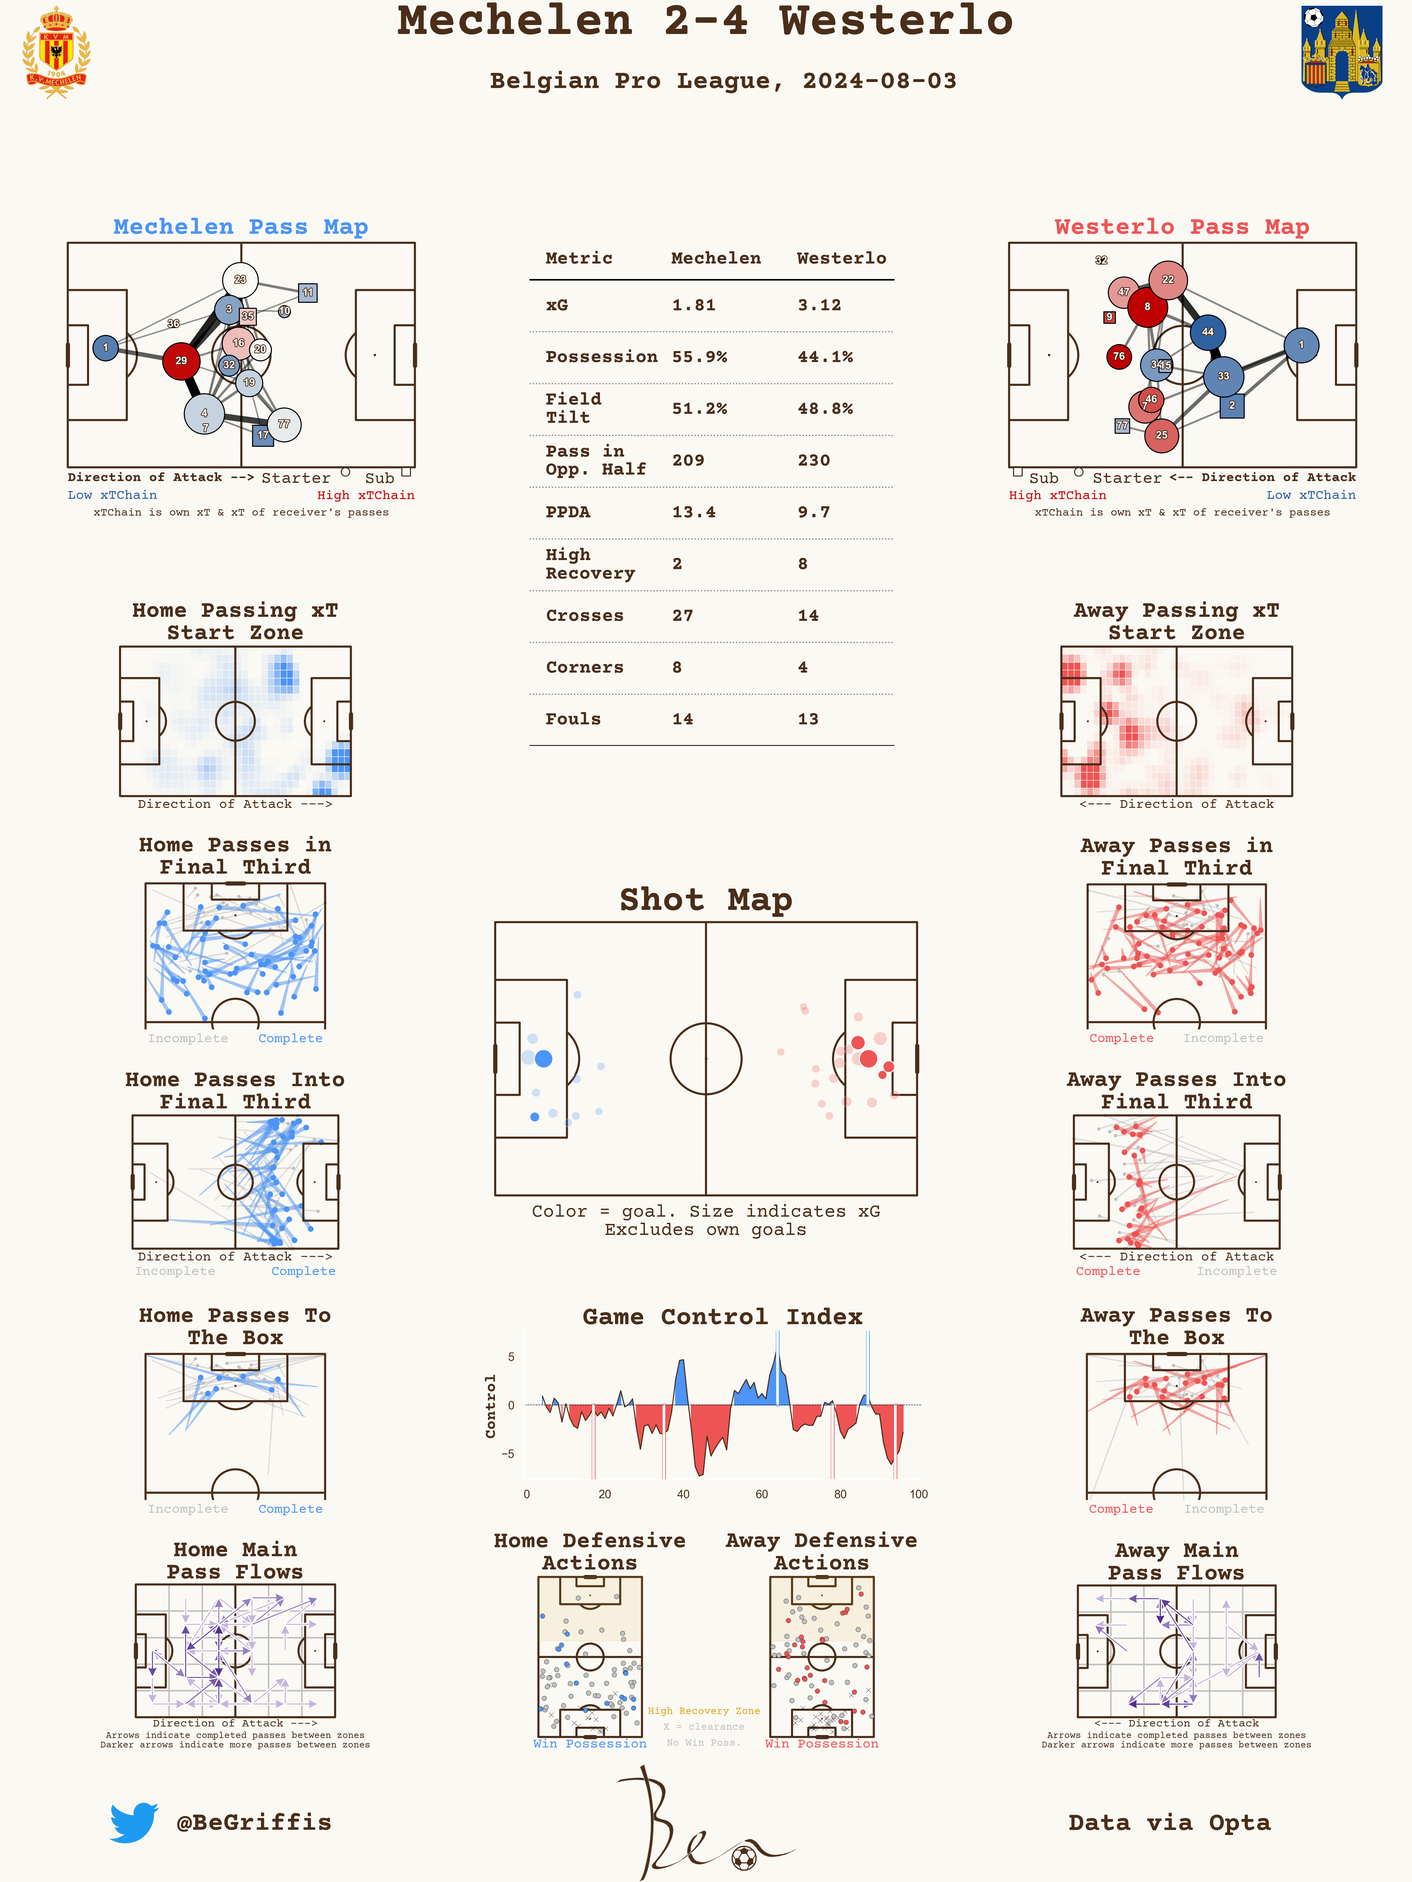 Mechelen 2-4 Westerlo
Belgian Pro League, 2024-08-03
K V M
1904
K.V. MECHELEN
Mechelen Pass Map
23
11
3
35
10
36
1
29
16
20
32
19
4
7
77
17
Direction of Attack --> Starter Sub
Low xTChain High xTChain
xTChain is own xT & xT of receiver's passes
Metric Mechelen Westerlo
xG 1.81 3.12
Possession 55.9% 44.1%
Field
Tilt 51.2% 48.8%
Pass in
Opp. Half 209 230
PPDA 13.4 9.7
High
Recovery 2 8
Crosses 27 14
Corners 8 4
Fouls 14 13
Westerlo Pass Map
32
22
47
8
9
44
76
34
15
1
33
46
7
2
77
25
Sub Starter <-- Direction of Attack
High xTChain Low xTChain
xTChain is own xT & xT of receiver's passes
Home Passing xT
Start Zone
Direction of Attack --->
Away Passing xT
Start Zone
<--- Direction of Attack
Home Passes in
Final Third
Incomplete Complete
Away Passes in
Final Third
Complete Incomplete
Shot Map
Color = goal. Size indicates xG
Excludes own goals
Home Passes Into
Final Third
Direction of Attack --->
Incomplete Complete
Away Passes Into
Final Third
<--- Direction of Attack
Complete Incomplete
Home Passes To
The Box
Incomplete Complete
Game Control Index
Control
5
0
−5
0 20 40 60 80 100
Away Passes To
The Box
Complete Incomplete
Home Main
Pass Flows
Direction of Attack --->
Arrows indicate completed passes between zones
Darker arrows indicate more passes between zones
Home Defensive
Actions
Win Possession
Away Defensive
Actions
Win Possession
High Recovery Zone
X = clearance
No Win Poss.
Away Main
Pass Flows
<--- Direction of Attack
Arrows indicate completed passes between zones
Darker arrows indicate more passes between zones
@BeGriffis
Ben
Data via Opta